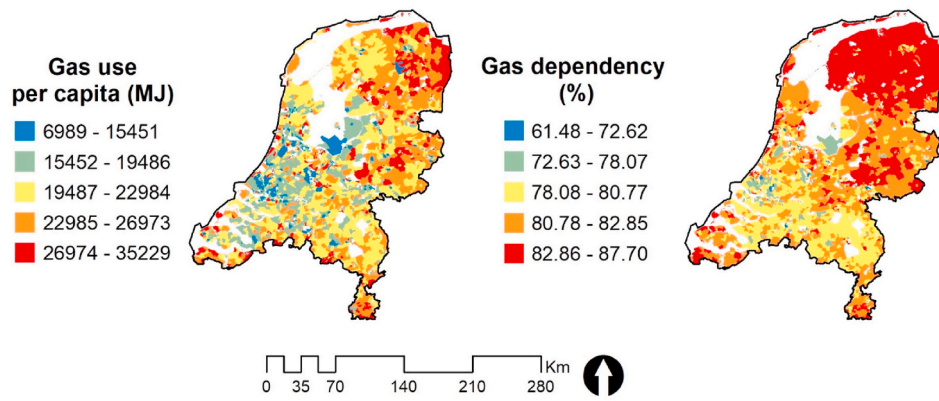 Gas use
per capita (MJ)
6989 - 15451
15452 - 19486
19487 - 22984
22985 - 26973
26974 - 35229
Gas dependency
(%)
61.48 - 72.62
72.63 - 78.07
78.08 - 80.77
80.78 - 82.85
82.86 - 87.70
Km
0 35 70 140 210 280